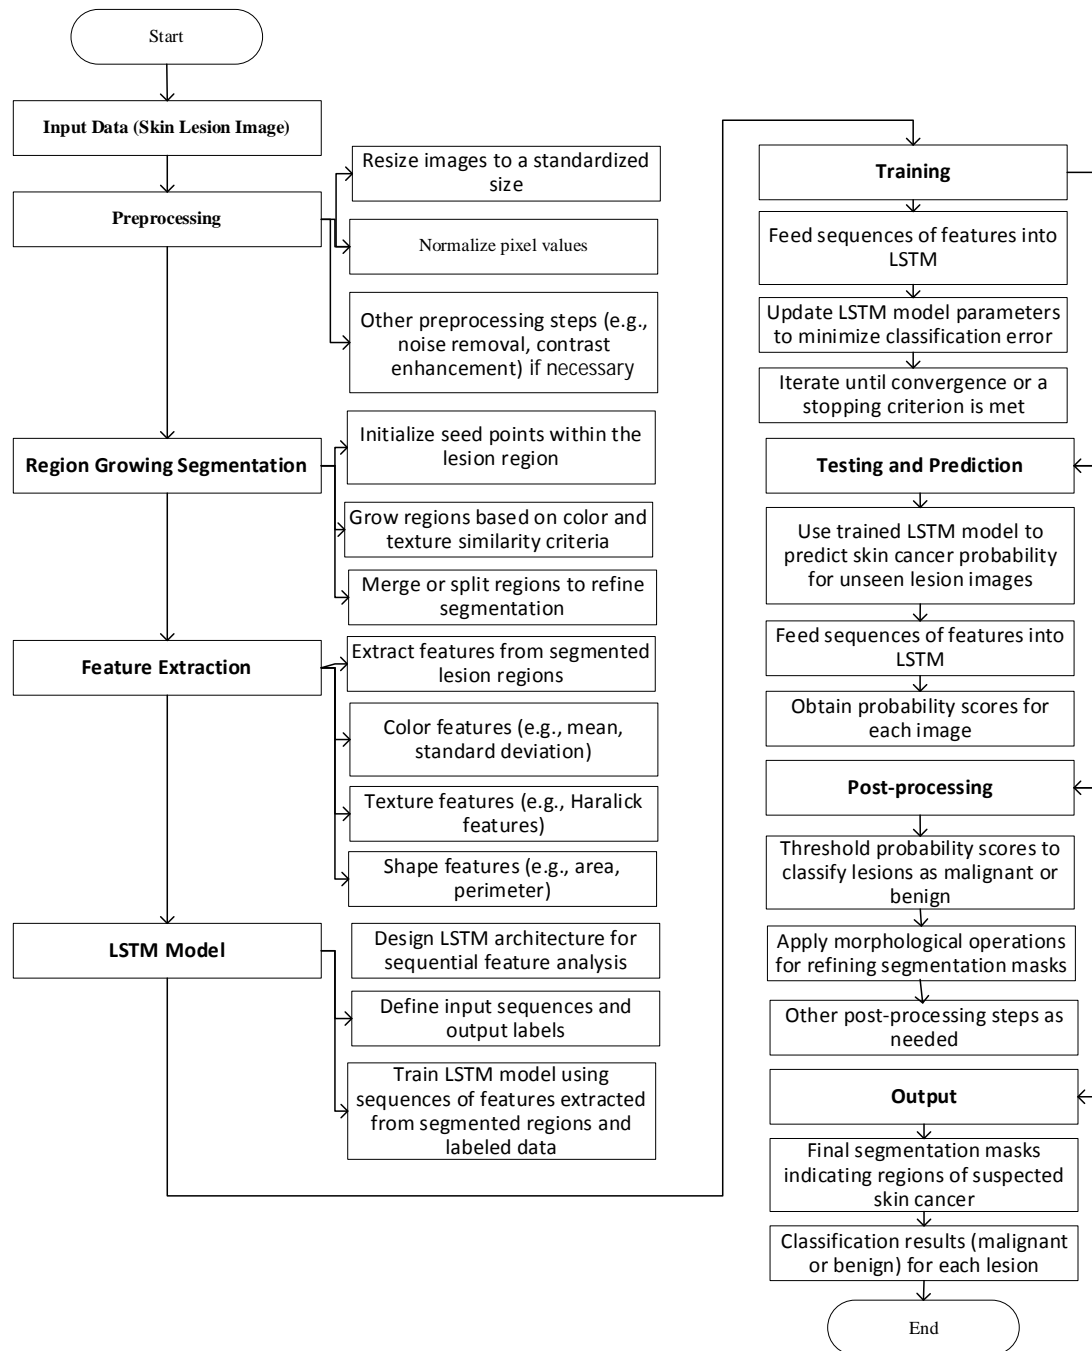 Start
Input Data (Skin Lesion Image)
Preprocessing
Resize images to a standardized
size
Normalize pixel values
Other preprocessing steps (e.g.,
noise removal, contrast
enhancement) if necessary
Region Growing Segmentation
Initialize seed points within the
lesion region
Grow regions based on color and
texture similarity criteria
Merge or split regions to refine
segmentation
Feature Extraction
Extract features from segmented
lesion regions
Color features (e.g., mean,
standard deviation)
Texture features (e.g., Haralick
features)
Shape features (e.g., area,
perimeter)
LSTM Model
Design LSTM architecture for
sequential feature analysis
Define input sequences and
output labels
Train LSTM model using
sequences of features extracted
from segmented regions and
labeled data
Training
Feed sequences of features into
LSTM
Update LSTM model parameters
to minimize classification error
Iterate until convergence or a
stopping criterion is met
Testing and Prediction
Use trained LSTM model to
predict skin cancer probability
for unseen lesion images
Feed sequences of features into
LSTM
Obtain probability scores for
each image
Post-processing
Threshold probability scores to
classify lesions as malignant or
benign
Apply morphological operations
for refining segmentation masks
Other post-processing steps as
needed
Output
Final segmentation masks
indicating regions of suspected
skin cancer
Classification results (malignant
or benign) for each lesion
End